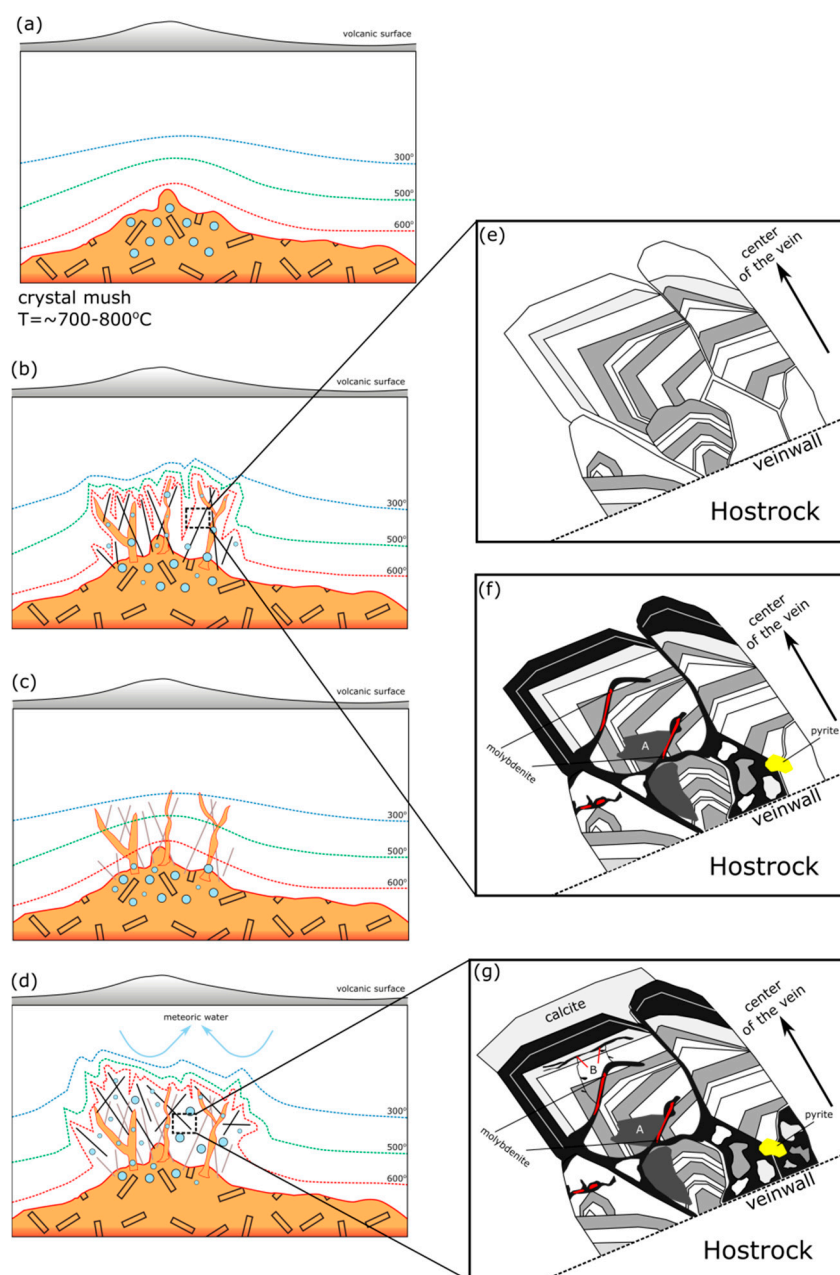 (a)
volcanic surface
300°
500°
600°
crystal mush
T=~700-800°C
(b)
volcanic surface
300°
500°
600°
(c)
volcanic surface
300°
500°
600°
(d)
volcanic surface
meteoric water
300°
500°
600°
(e)
center
of the vein
veinwall
Hostrock
(f)
center
of the vein
molybdenite
A
pyrite
veinwall
Hostrock
(g)
calcite
center
of the vein
B
molybdenite
A
pyrite
veinwall
Hostrock